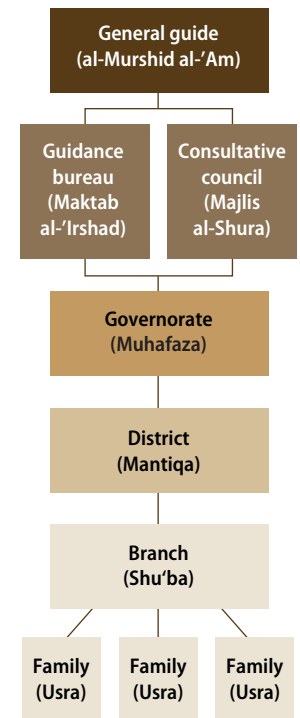 General guide
(al-Murshid al-’Am)
Guidance
bureau
(Maktab
al-’Irshad)
Consultative
council
(Majlis
al-Shura)
Governorate
(Muhafaza)
District
(Mantiqa)
Branch
(Shu‘ba)
Family
(Usra)
Family
(Usra)
Family
(Usra)